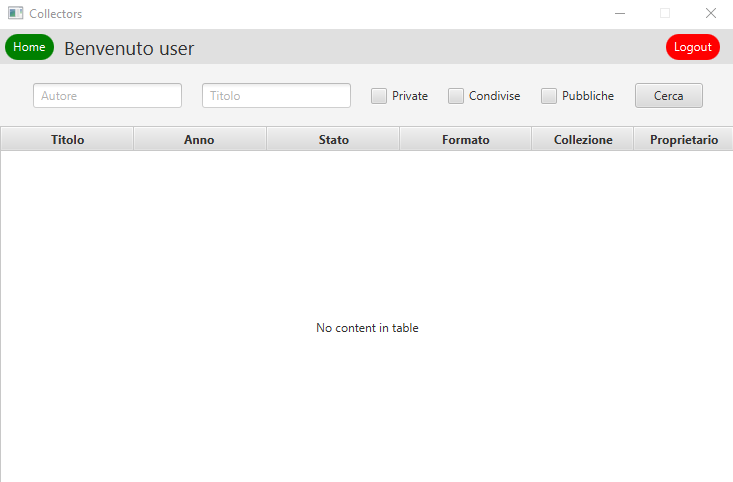 Collectors
Home Benvenuto user Logout
Autore Titolo Private Condivise Pubbliche Cerca
Titolo Anno Stato Formato Collezione Proprietario
No content in table